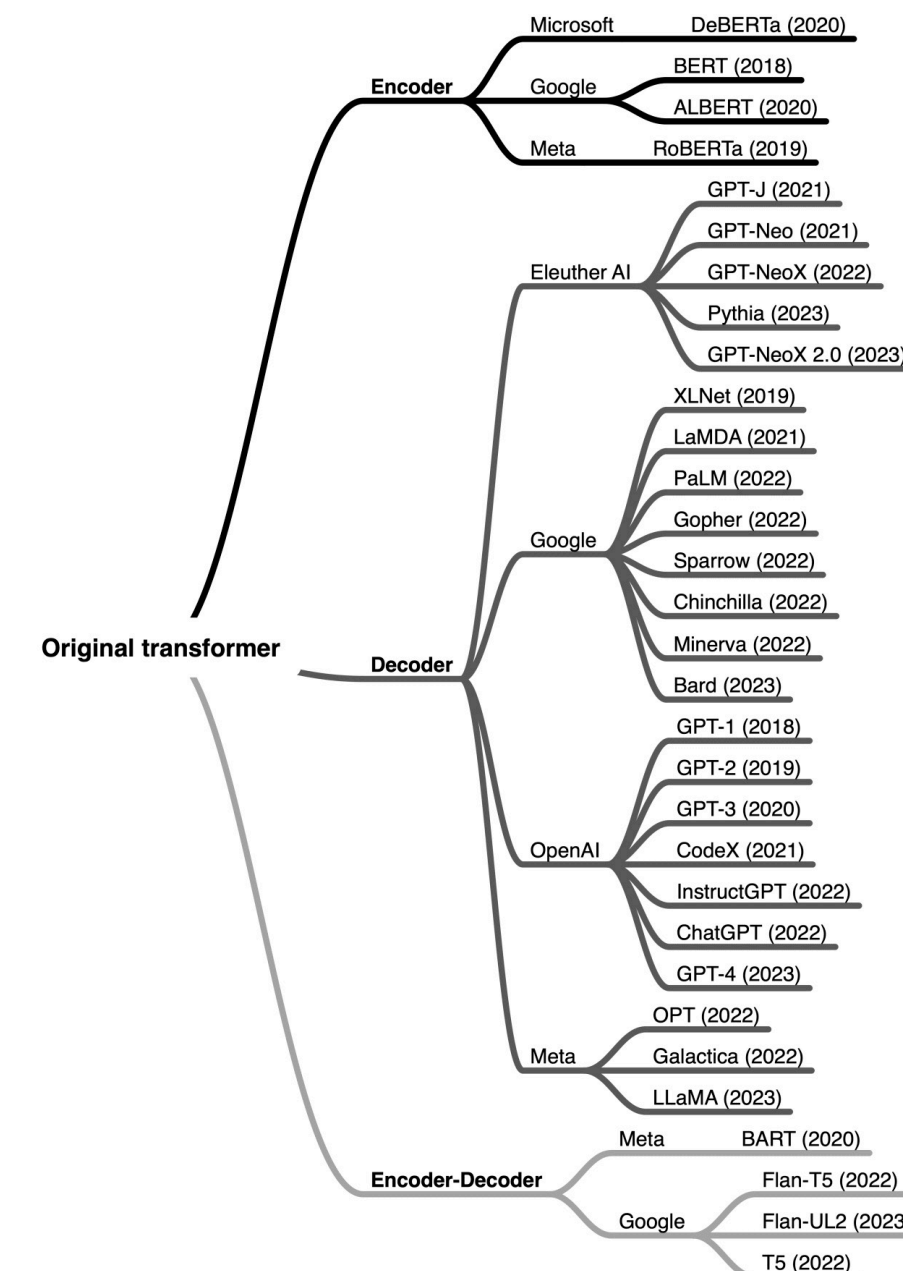 Microsoft DeBERTa (2020)
Encoder
Google
BERT (2018)
ALBERT (2020)
Meta RoBERTa (2019)
Eleuther AI
GPT-J (2021)
GPT-Neo (2021)
GPT-NeoX (2022)
Pythia (2023)
GPT-NeoX 2.0 (2023)
Original transformer
Decoder
Google
XLNet (2019)
LaMDA (2021)
PaLM (2022)
Gopher (2022)
Sparrow (2022)
Chinchilla (2022)
Minerva (2022)
Bard (2023)
OpenAI
GPT-1 (2018)
GPT-2 (2019)
GPT-3 (2020)
CodeX (2021)
InstructGPT (2022)
ChatGPT (2022)
GPT-4 (2023)
Meta
OPT (2022)
Galactica (2022)
LLaMA (2023)
Encoder-Decoder
Meta BART (2020)
Google
Flan-T5 (2022)
Flan-UL2 (2023
T5 (2022)